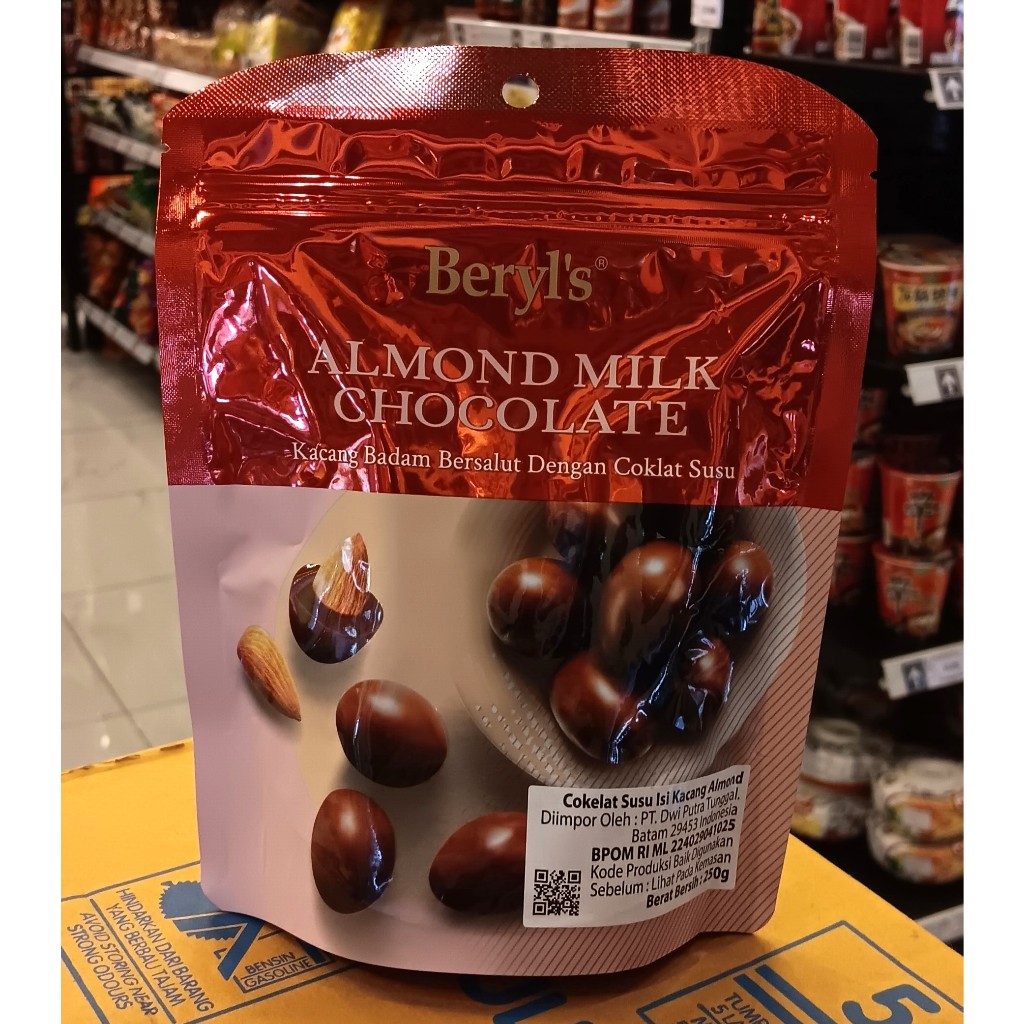 Beryl's®
ALMOND MILK
CHOCOLATE
Kacang Badam Bersalut Dengan Coklat Susu
Cokelat Susu Isi Kacang Almond
Diimpor Oleh : PT. Dwi Putra Tunggal.
Batam 29453 Indonesia
BPOM RI ML 224029041025
Kode Produksi Baik Digunakan
Sebelum : Lihat Pada Kemasan
Berat Bersih : 250g
HINDARKAN DARI BARANG
YANG BERBAU TAJAM
AVOID STORING NEAR
STRONG ODOURS
BENSIN
GASOLINE
5